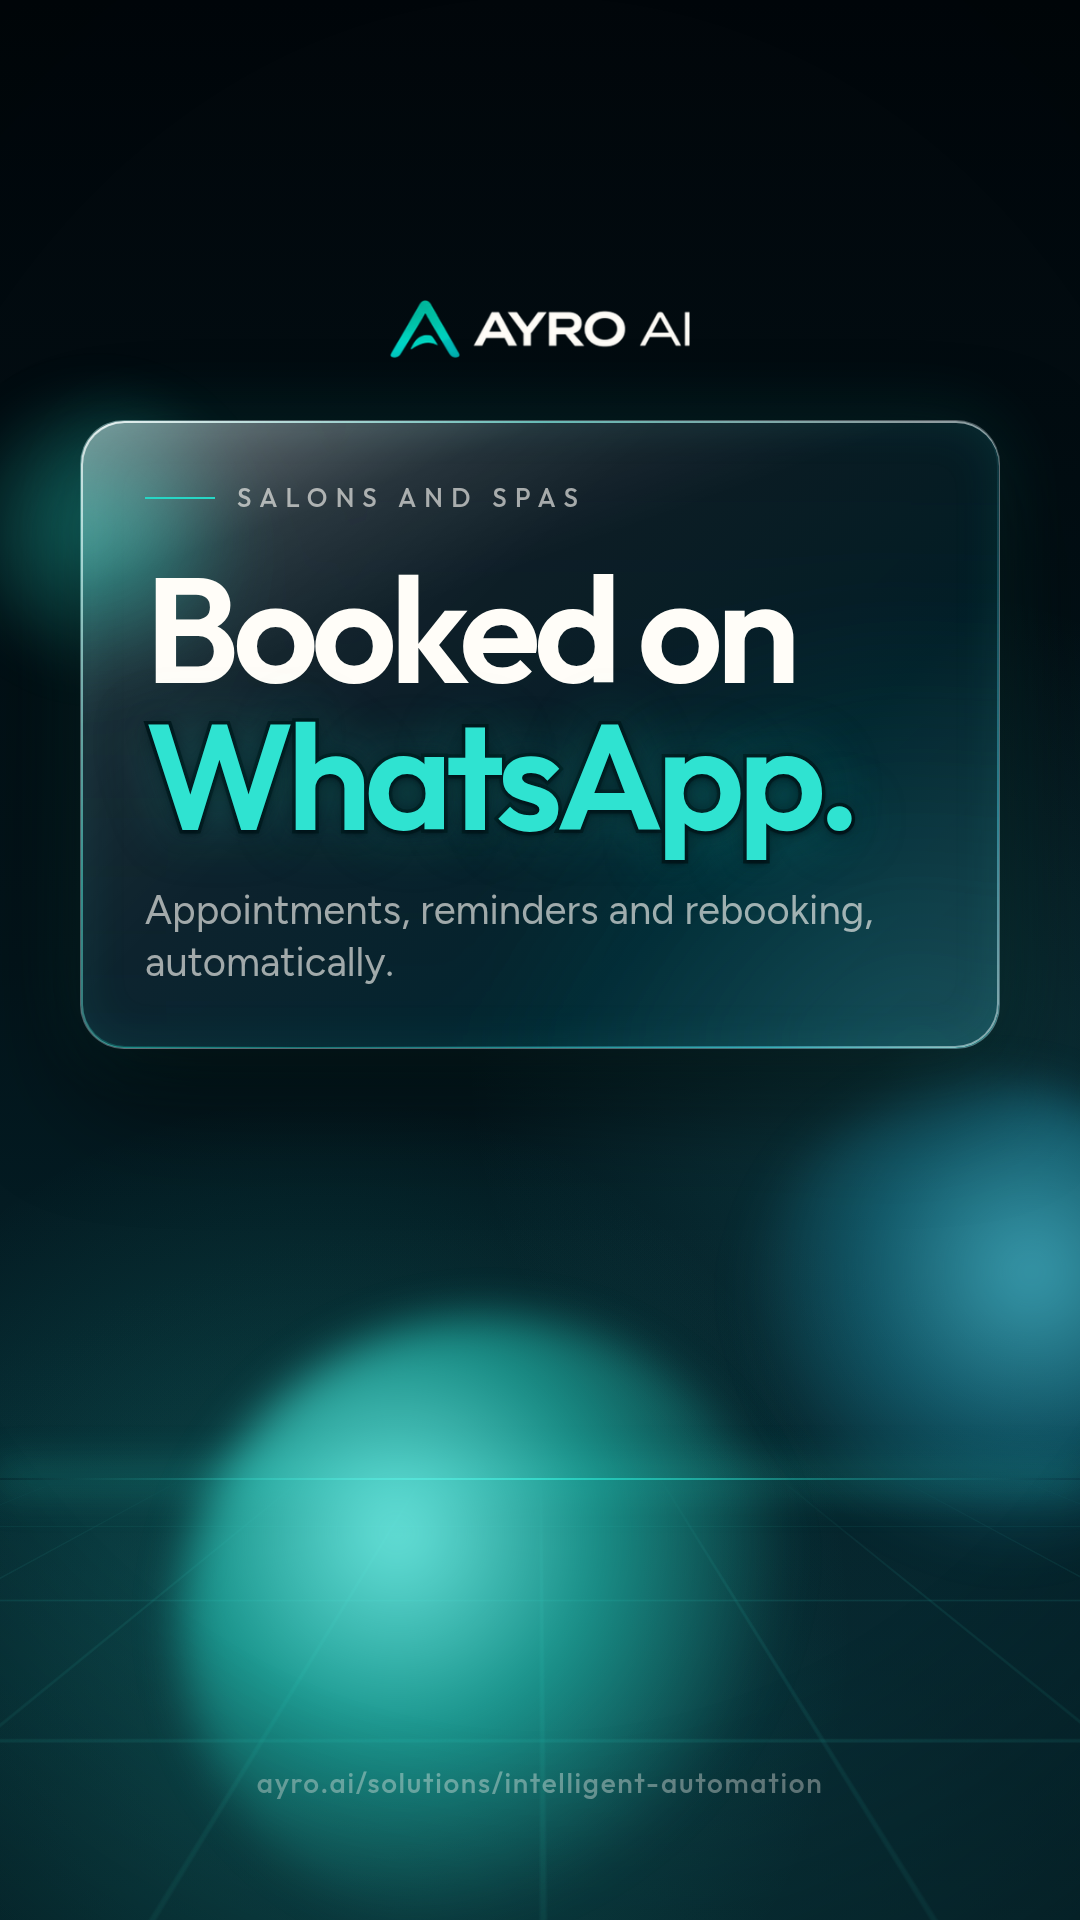 AYRO AI
SALONS AND SPAS
Booked on
WhatsApp.
Appointments, reminders and rebooking,
automatically.
ayro.ai/solutions/intelligent-automation